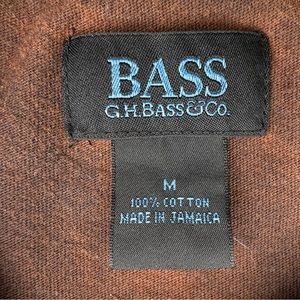 BASS
G.H.BASS&CO.
M
100% COTTON
MADE IN JAMAICA